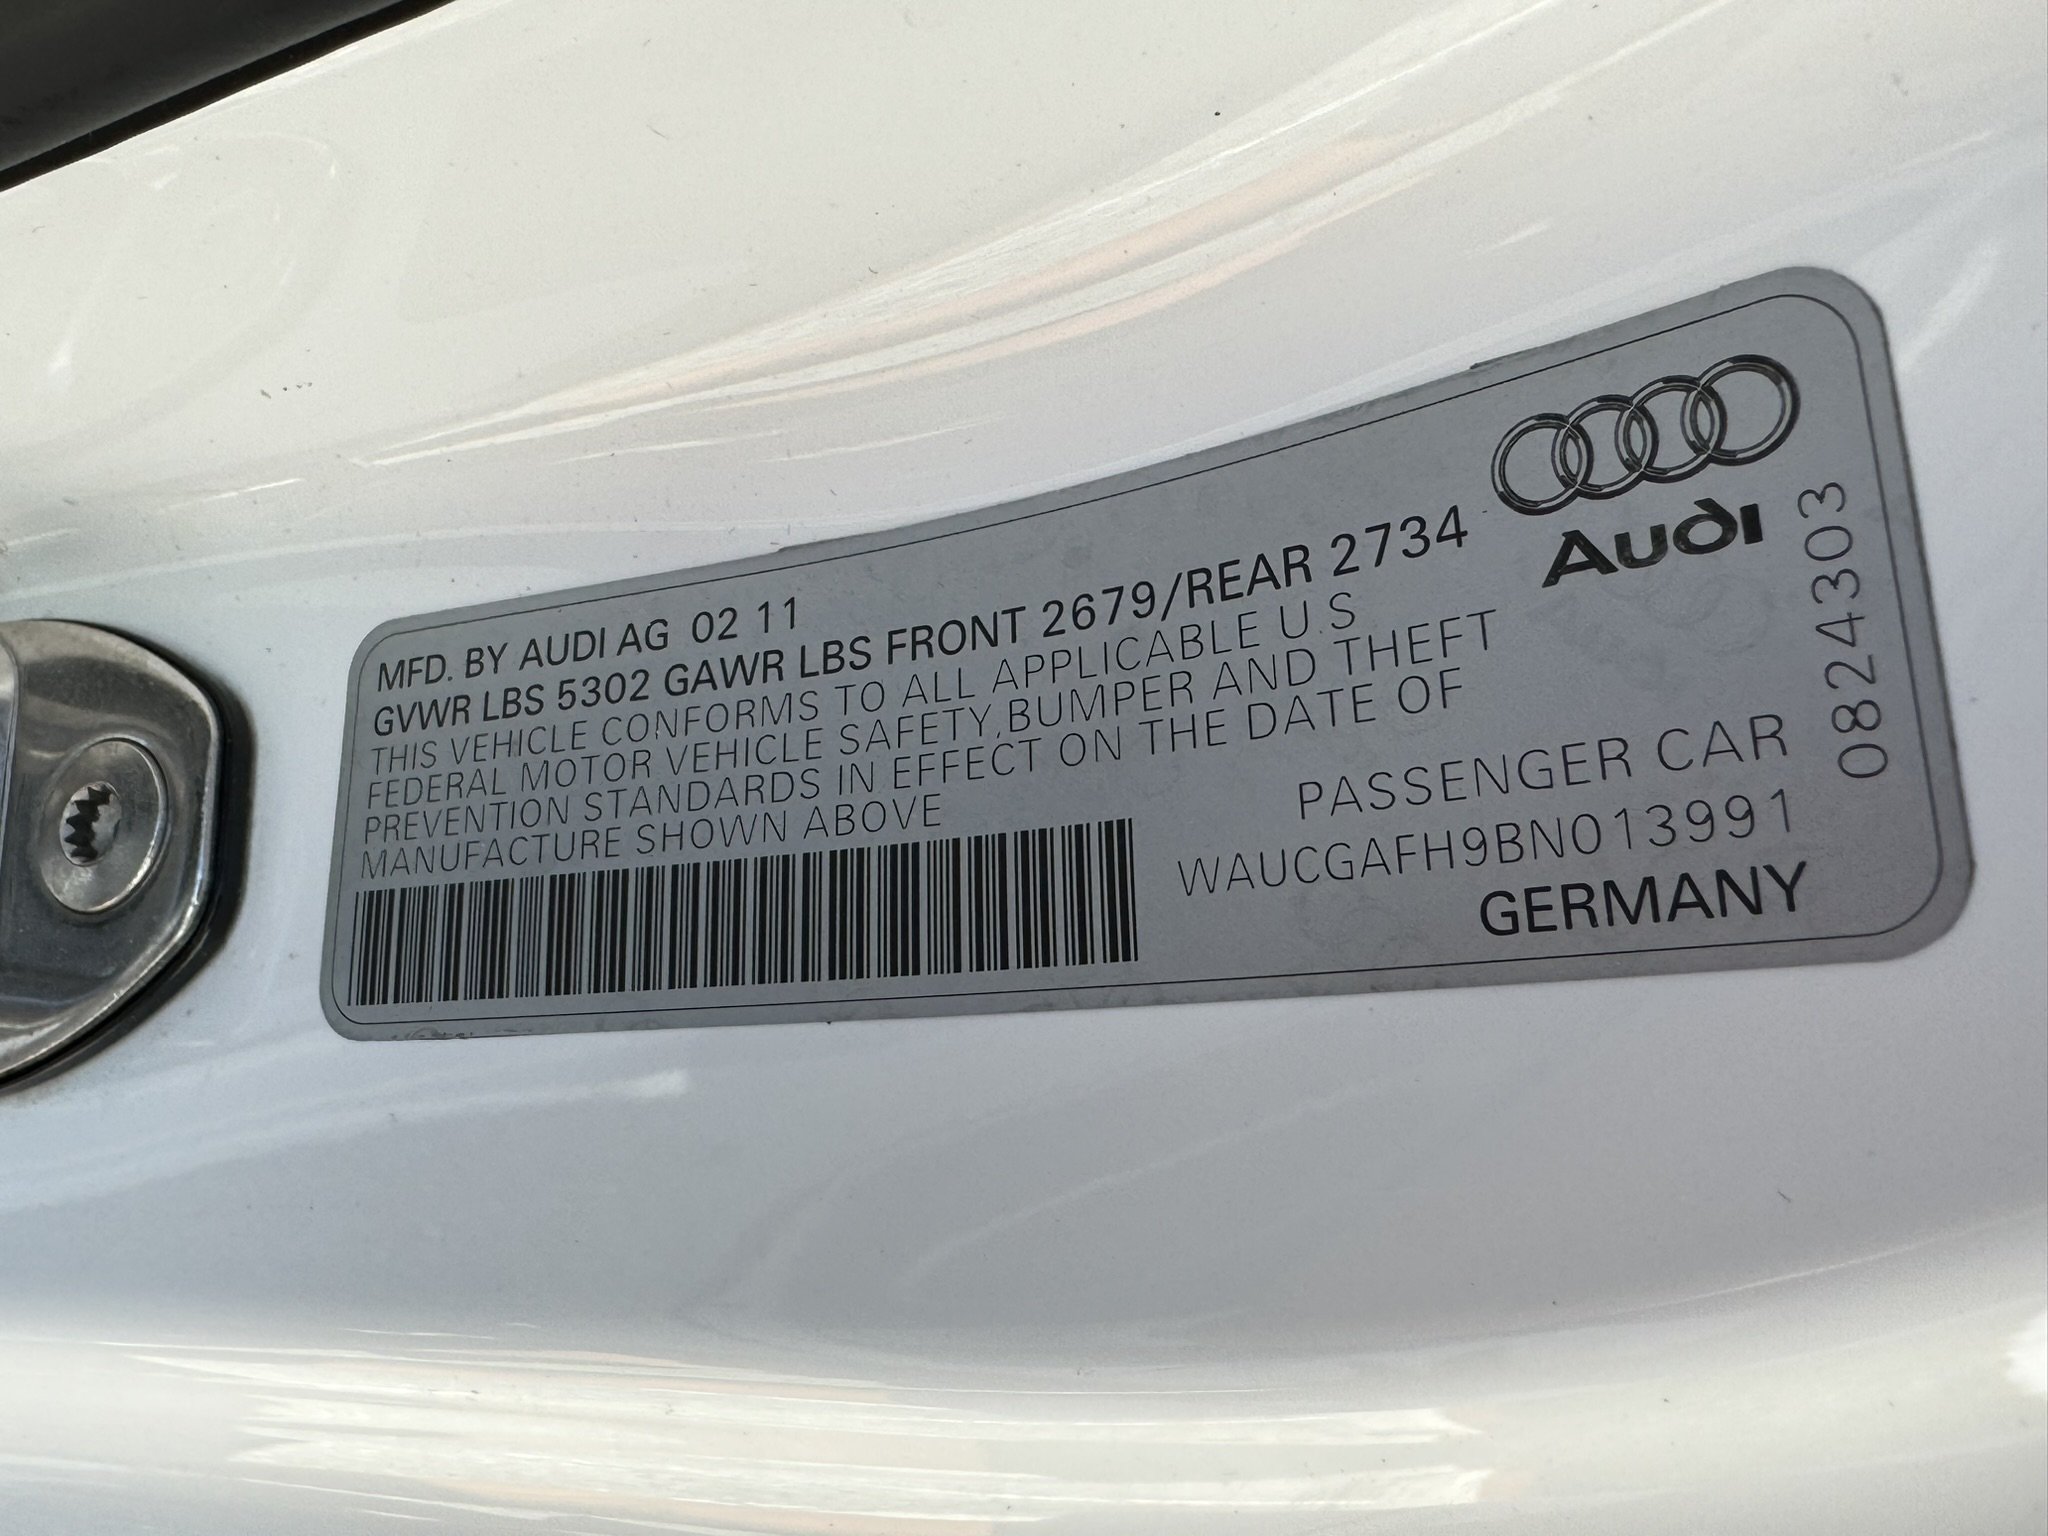 MFD. BY AUDI AG 02 11
GVWR LBS 5302 GAWR LBS FRONT 2679/REAR 2734
THIS VEHICLE CONFORMS TO ALL APPLICABLE U.S
FEDERAL MOTOR VEHICLE SAFETY, BUMPER AND THEFT
PREVENTION STANDARDS IN EFFECT ON THE DATE OF
MANUFACTURE SHOWN ABOVE
Audi
0824303
PASSENGER CAR
WAUCGAFH9BN013991
GERMANY